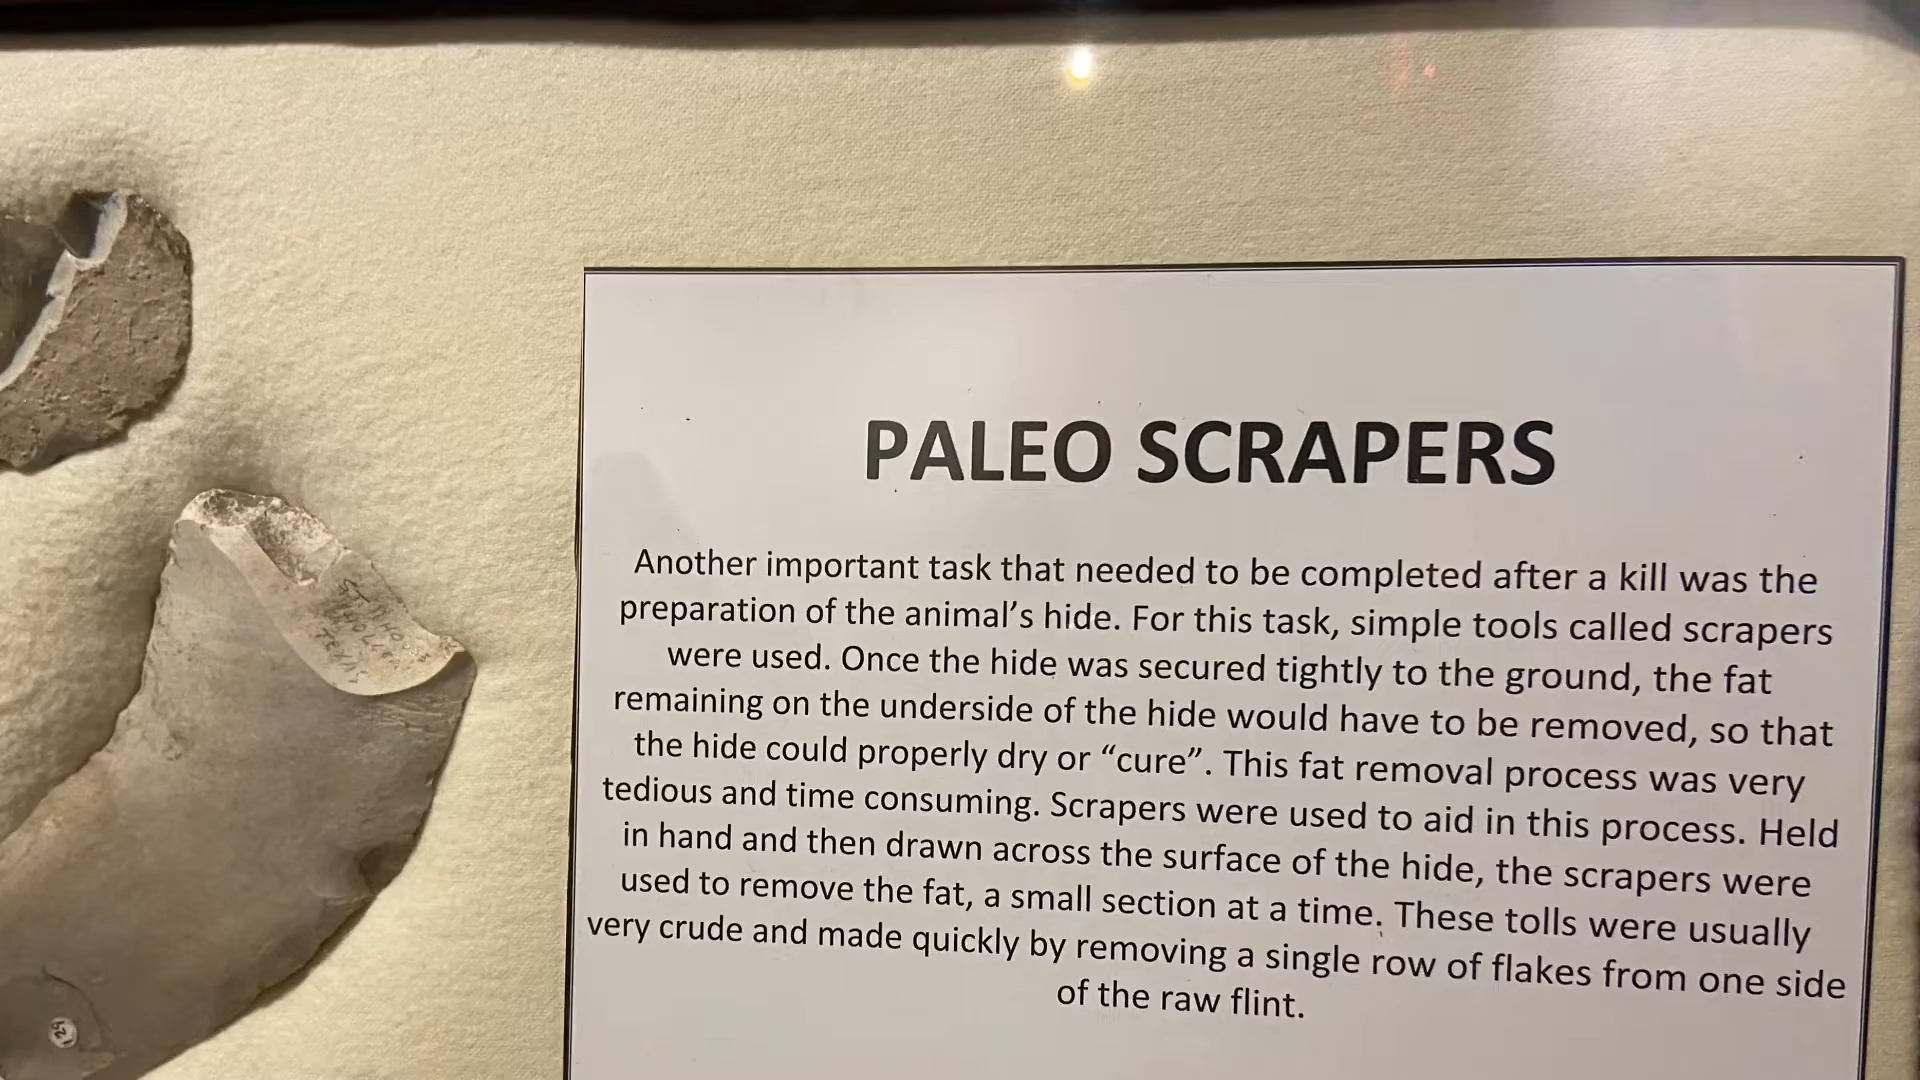 PALEO SCRAPERS
Another important task that needed to be completed after a kill was the
preparation of the animal's hide. For this task, simple tools called scrapers
were used. Once the hide was secured tightly to the ground, the fat
remaining on the underside of the hide would have to be removed, so that
the hide could properly dry or “cure”. This fat removal process was very
tedious and time consuming. Scrapers were used to aid in this process. Held
in hand and then drawn across the surface of the hide, the scrapers were
used to remove the fat, a small section at a time. These tolls were usually
very crude and made quickly by removing a single row of flakes from one side
of the raw flint.